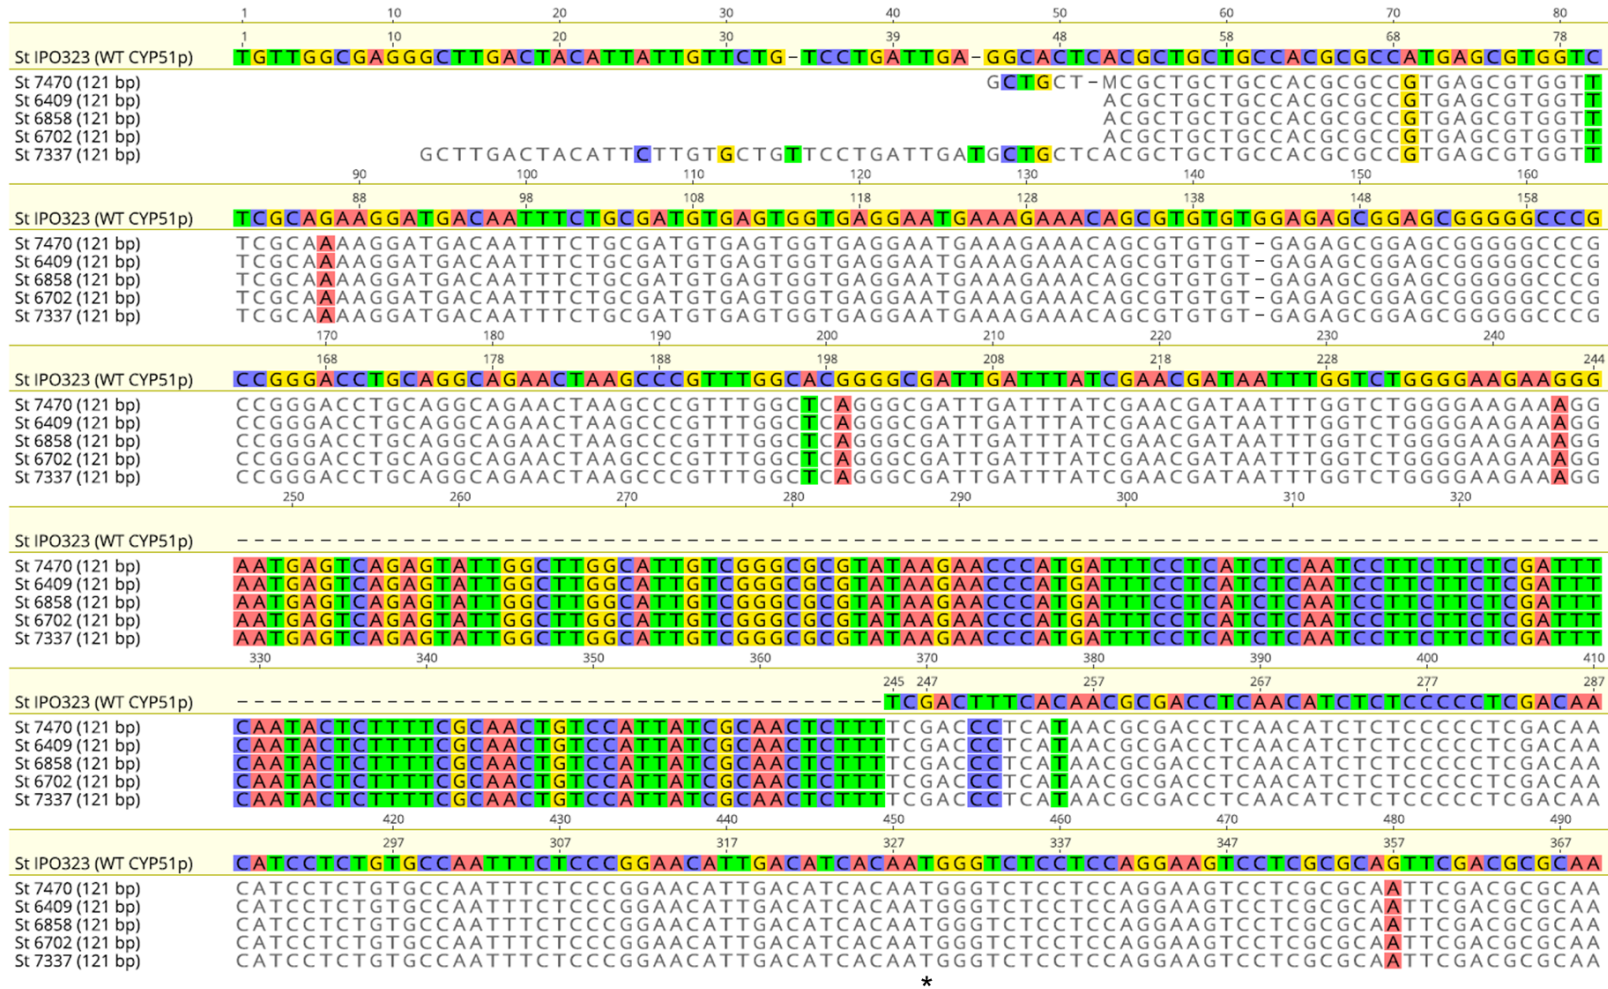 1 10 20 30 40 50 60 70 80
1 10 20 30 39 48 58 68 78
St IPO323 (WT CYP51p) TGTTGGCGAGGGCTTGACTACATTATTGTTCTG-TCCTGATTGA-GGCACTCACGCTGCTGCCACGCGCCATGAGCGTGGTC
St 7470 (121 bp) GCTGCT-MCGCTGCTGCCACGCGCCGTGAGCGTGGTT
St 6409 (121 bp) ACGCTGCTGCCACGCGCCGTGAGCGTGGTT
St 6858 (121 bp) ACGCTGCTGCCACGCGCCGTGAGCGTGGTT
St 6702 (121 bp) ACGCTGCTGCCACGCGCCGTGAGCGTGGTT
St 7337 (121 bp) GCTTGACTACATTCTTGTGCTGTTCCTGATTGATGCTGCTCACGCTGCTGCCACGCGCCGTGAGCGTGGTT
90 100 110 120 130 140 150 160
88 98 108 118 128 138 148 158
St IPO323 (WT CYP51p) TCGCAGAAGGATGACAATTTCTGCGATGTGAGTGGTGAGGAATGAAAGAAACAGCGTGTGTGGAGAGCGGAGCGGGGGCCCG
St 7470 (121 bp) TCGCAAAAGGATGACAATTTCTGCGATGTGAGTGGTGAGGAATGAAAGAAACAGCGTGTGT-GAGAGCGGAGCGGGGGCCCG
St 6409 (121 bp) TCGCAAAAGGATGACAATTTCTGCGATGTGAGTGGTGAGGAATGAAAGAAACAGCGTGTGT-GAGAGCGGAGCGGGGGCCCG
St 6858 (121 bp) TCGCAAAAGGATGACAATTTCTGCGATGTGAGTGGTGAGGAATGAAAGAAACAGCGTGTGT-GAGAGCGGAGCGGGGGCCCG
St 6702 (121 bp) TCGCAAAAGGATGACAATTTCTGCGATGTGAGTGGTGAGGAATGAAAGAAACAGCGTGTGT-GAGAGCGGAGCGGGGGCCCG
St 7337 (121 bp) TCGCAAAAGGATGACAATTTCTGCGATGTGAGTGGTGAGGAATGAAAGAAACAGCGTGTGT-GAGAGCGGAGCGGGGGCCCG
170 180 190 200 210 220 230 240
168 178 188 198 208 218 228 244
St IPO323 (WT CYP51p) CCGGGACCTGCAGGCAGAACTAAGCCCGTTTGGCACGGGGCGATTGATTTATCGAACGATAATTTGGTCTGGGGAAGAAGGG
St 7470 (121 bp) CCGGGACCTGCAGGCAGAACTAAGCCCGTTTGGCTCAGGGCGATTGATTTATCGAACGATAATTTGGTCTGGGGAAGAAAGG
St 6409 (121 bp) CCGGGACCTGCAGGCAGAACTAAGCCCGTTTGGCTCAGGGCGATTGATTTATCGAACGATAATTTGGTCTGGGGAAGAAAGG
St 6858 (121 bp) CCGGGACCTGCAGGCAGAACTAAGCCCGTTTGGCTCAGGGCGATTGATTTATCGAACGATAATTTGGTCTGGGGAAGAAAGG
St 6702 (121 bp) CCGGGACCTGCAGGCAGAACTAAGCCCGTTTGGCTCAGGGCGATTGATTTATCGAACGATAATTTGGTCTGGGGAAGAAAGG
St 7337 (121 bp) CCGGGACCTGCAGGCAGAACTAAGCCCGTTTGGCTCAGGGCGATTGATTTATCGAACGATAATTTGGTCTGGGGAAGAAAGG
250 260 270 280 290 300 310 320
St IPO323 (WT CYP51p) ----------------------------------------------------------------------------------
St 7470 (121 bp) AATGAGTCAGAGTATTGGCTTGGCATTGTCGGGCGCGTATAAGAACCCATGATTTCCTCATCTCAATCCTTCTTCTCGATTT
St 6409 (121 bp) AATGAGTCAGAGTATTGGCTTGGCATTGTCGGGCGCGTATAAGAACCCATGATTTCCTCATCTCAATCCTTCTTCTCGATTT
St 6858 (121 bp) AATGAGTCAGAGTATTGGCTTGGCATTGTCGGGCGCGTATAAGAACCCATGATTTCCTCATCTCAATCCTTCTTCTCGATTT
St 6702 (121 bp) AATGAGTCAGAGTATTGGCTTGGCATTGTCGGGCGCGTATAAGAACCCATGATTTCCTCATCTCAATCCTTCTTCTCGATTT
St 7337 (121 bp) AATGAGTCAGAGTATTGGCTTGGCATTGTCGGGCGCGTATAAGAACCCATGATTTCCTCATCTCAATCCTTCTTCTCGATTT
330 340 350 360 370 380 390 400 410
245 247 257 267 277 287
St IPO323 (WT CYP51p) ---------------------------------------TCGACTTTCACAACGCGACCTCAACATCTCTCCCCCTCGACAA
St 7470 (121 bp) CAATACTCTTTTCGCAACTGTCCATTATCGCAACTCTTTTCGACCCTCATAACGCGACCTCAACATCTCTCCCCCTCGACAA
St 6409 (121 bp) CAATACTCTTTTCGCAACTGTCCATTATCGCAACTCTTTTCGACCCTCATAACGCGACCTCAACATCTCTCCCCCTCGACAA
St 6858 (121 bp) CAATACTCTTTTCGCAACTGTCCATTATCGCAACTCTTTTCGACCCTCATAACGCGACCTCAACATCTCTCCCCCTCGACAA
St 6702 (121 bp) CAATACTCTTTTCGCAACTGTCCATTATCGCAACTCTTTTCGACCCTCATAACGCGACCTCAACATCTCTCCCCCTCGACAA
St 7337 (121 bp) CAATACTCTTTTCGCAACTGTCCATTATCGCAACTCTTTTCGACCCTCATAACGCGACCTCAACATCTCTCCCCCTCGACAA
420 430 440 450 460 470 480 490
297 307 317 327 337 347 357 367
St IPO323 (WT CYP51p) CATCCTCTGTGCCAATTTCTCCCGGAACATTGACATCACAATGGGTCTCCTCCAGGAAGTCCTCGCGCAGTTCGACGCGCAA
St 7470 (121 bp) CATCCTCTGTGCCAATTTCTCCCGGAACATTGACATCACAATGGGTCTCCTCCAGGAAGTCCTCGCGCAATTCGACGCGCAA
St 6409 (121 bp) CATCCTCTGTGCCAATTTCTCCCGGAACATTGACATCACAATGGGTCTCCTCCAGGAAGTCCTCGCGCAATTCGACGCGCAA
St 6858 (121 bp) CATCCTCTGTGCCAATTTCTCCCGGAACATTGACATCACAATGGGTCTCCTCCAGGAAGTCCTCGCGCAATTCGACGCGCAA
St 6702 (121 bp) CATCCTCTGTGCCAATTTCTCCCGGAACATTGACATCACAATGGGTCTCCTCCAGGAAGTCCTCGCGCAATTCGACGCGCAA
St 7337 (121 bp) CATCCTCTGTGCCAATTTCTCCCGGAACATTGACATCACAATGGGTCTCCTCCAGGAAGTCCTCGCGCAATTCGACGCGCAA
*